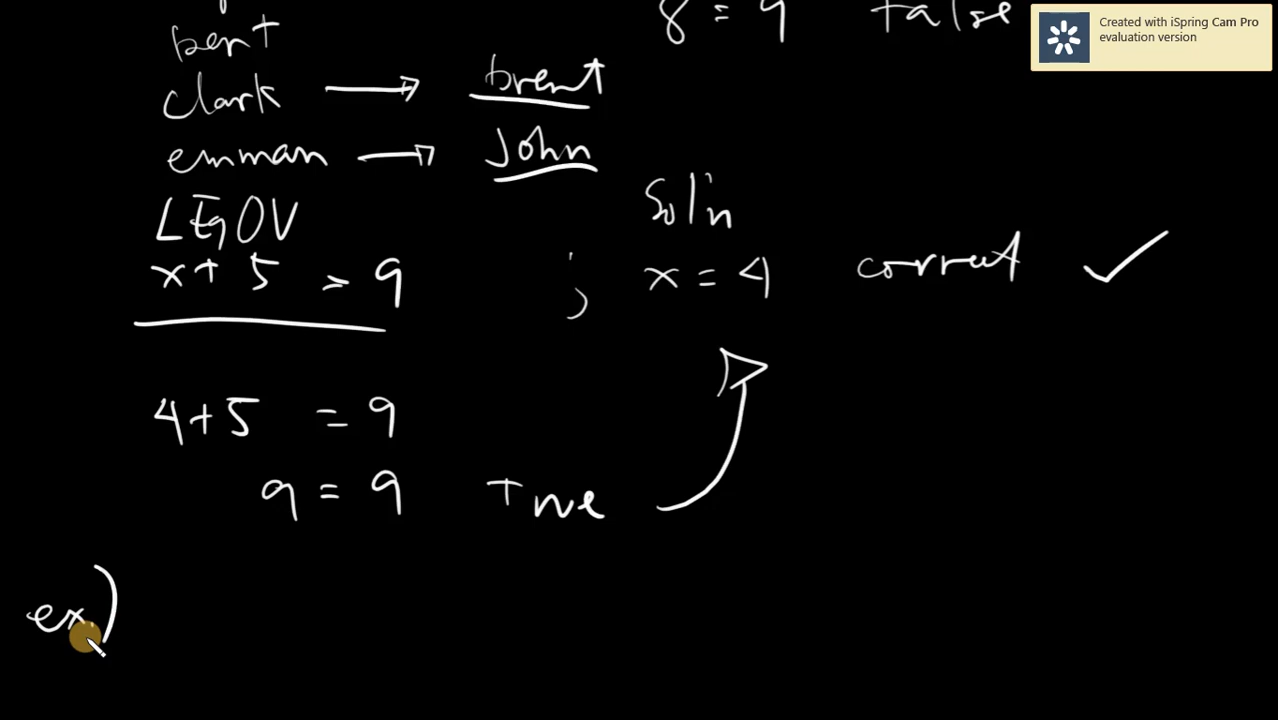 8 = 9 false
Created with iSpring Cam Pro
evaluation version
bent
clark → brent
emman → John
LEGOV
Sol'n
x + 5 = 9 ; x = 4 correct ✓
4 + 5 = 9
9 = 9 true
ex)